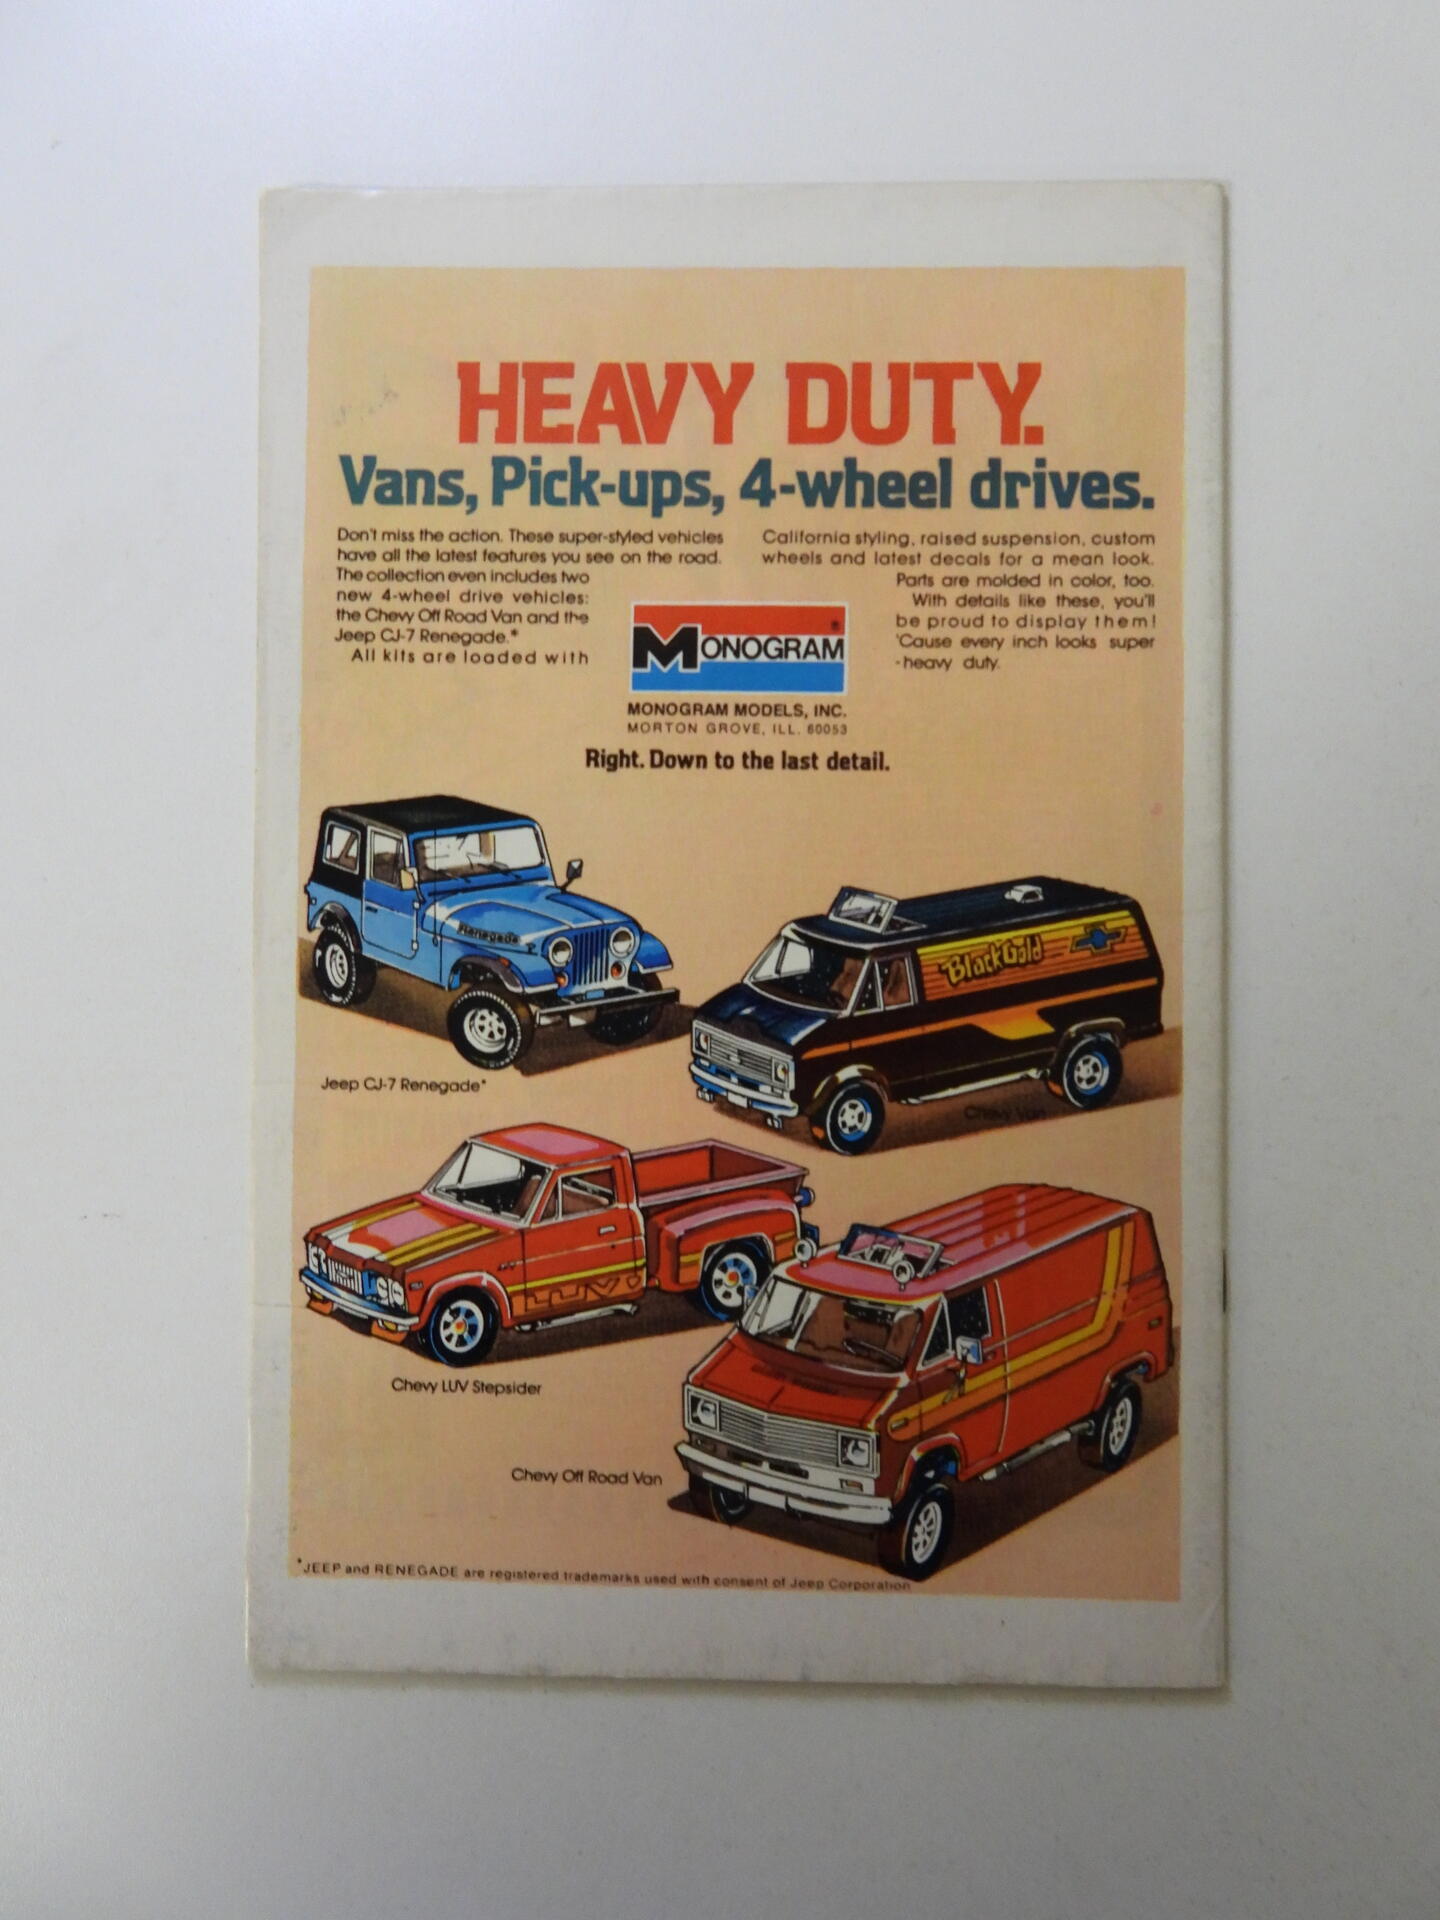 HEAVY DUTY.
Vans, Pick-ups, 4-wheel drives.
Don't miss the action. These super-styled vehicles
have all the latest features you see on the road.
The collection even includes two
new 4-wheel drive vehicles:
the Chevy Off Road Van and the
Jeep CJ-7 Renegade.*
All kits are loaded with
California styling, raised suspension, custom
wheels and latest decals for a mean look.
Parts are molded in color, too.
With details like these, you'll
be proud to display them!
'Cause every inch looks super
-heavy duty.
MONOGRAM®
MONOGRAM MODELS, INC.
MORTON GROVE, ILL. 60053
Right. Down to the last detail.
Renegade
Black Gold
Jeep CJ-7 Renegade*
Chevy Van
LUV
Chevy LUV Stepsider
Chevy Off Road Van
*JEEP and RENEGADE are registered trademarks used with consent of Jeep Corporation